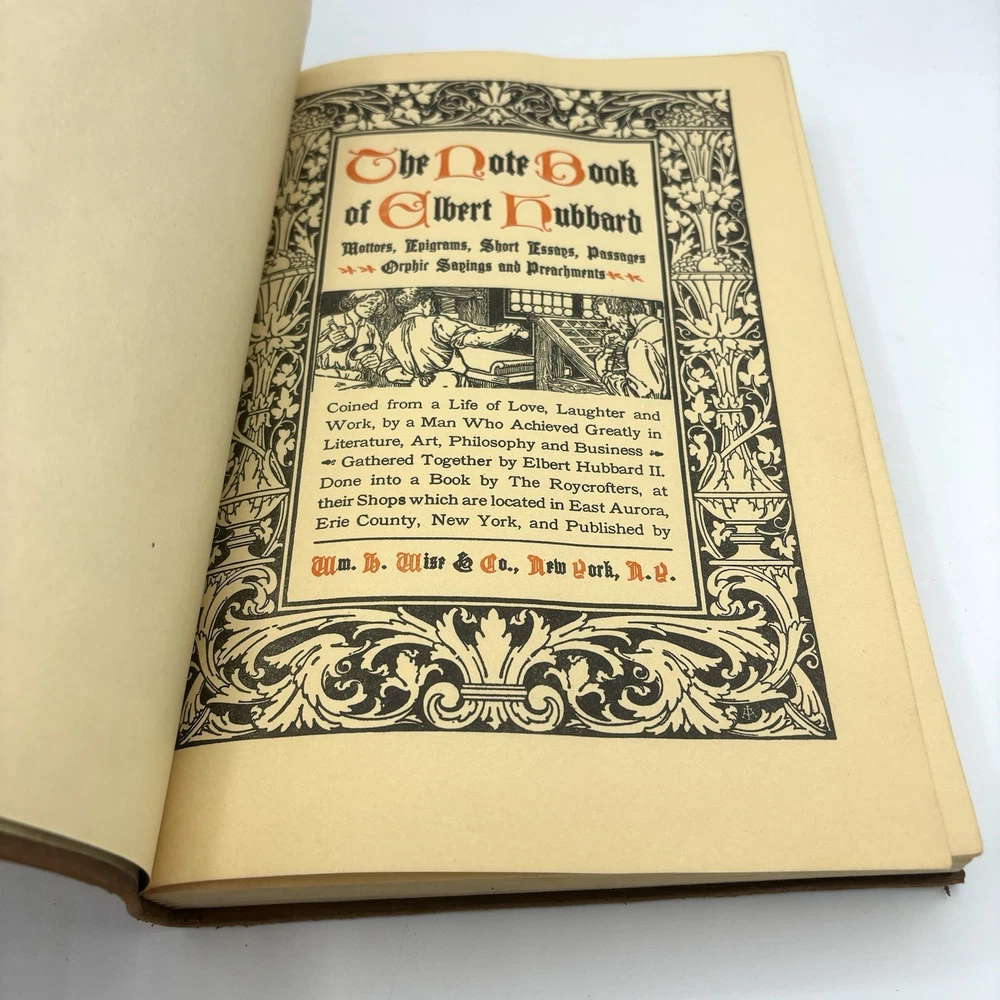 The Note Book
of Elbert Hubbard
Mottoes, Epigrams, Short Essays, Passages
Orphic Sayings and Preachments
Coined from a Life of Love, Laughter and
Work, by a Man Who Achieved Greatly in
Literature, Art, Philosophy and Business
Gathered Together by Elbert Hubbard II.
Done into a Book by The Roycrofters, at
their Shops which are located in East Aurora,
Erie County, New York, and Published by
Wm. H. Wise & Co., New York, N. Y.